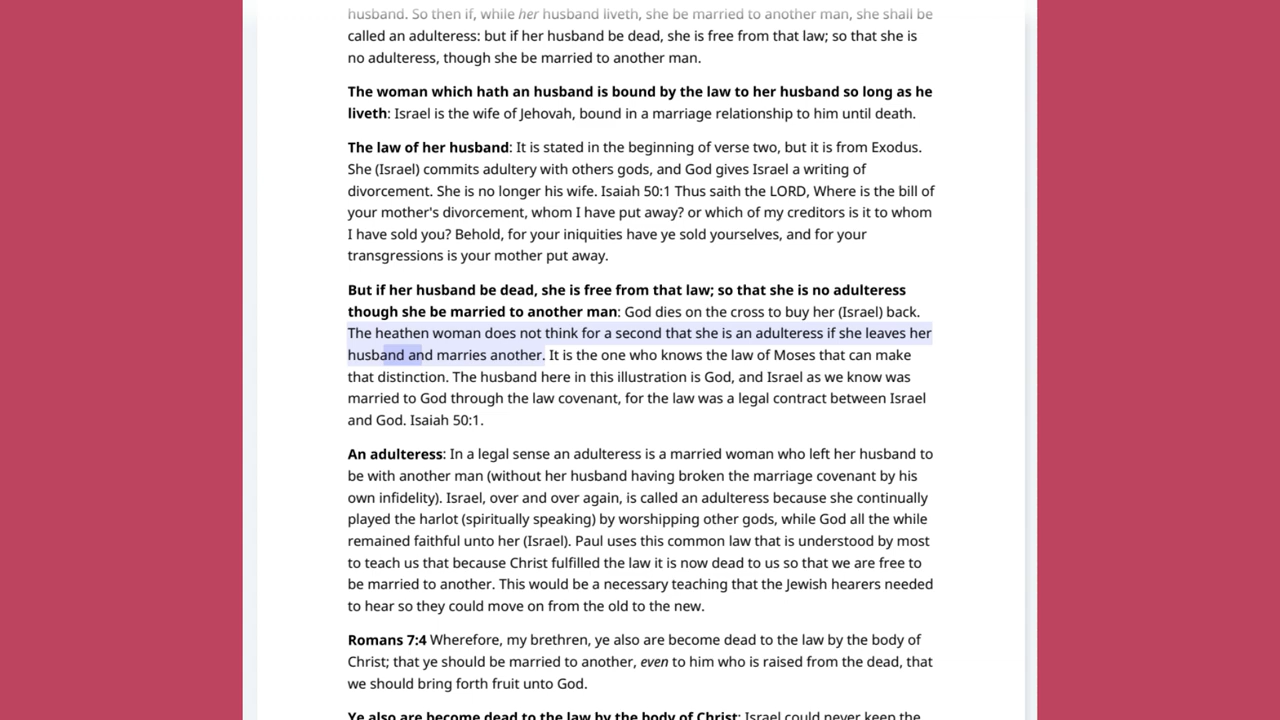 husband. So then if, while her husband liveth, she be married to another man, she shall be
called an adulteress: but if her husband be dead, she is free from that law; so that she is
no adulteress, though she be married to another man.
The woman which hath an husband is bound by the law to her husband so long as he
liveth: Israel is the wife of Jehovah, bound in a marriage relationship to him until death.
The law of her husband: It is stated in the beginning of verse two, but it is from Exodus.
She (Israel) commits adultery with others gods, and God gives Israel a writing of
divorcement. She is no longer his wife. Isaiah 50:1 Thus saith the LORD, Where is the bill of
your mother's divorcement, whom I have put away? or which of my creditors is it to whom
I have sold you? Behold, for your iniquities have ye sold yourselves, and for your
transgressions is your mother put away.
But if her husband be dead, she is free from that law; so that she is no adulteress
though she be married to another man: God dies on the cross to buy her (Israel) back.
The heathen woman does not think for a second that she is an adulteress if she leaves her
husband and marries another. It is the one who knows the law of Moses that can make
that distinction. The husband here in this illustration is God, and Israel as we know was
married to God through the law covenant, for the law was a legal contract between Israel
and God. Isaiah 50:1.
An adulteress: In a legal sense an adulteress is a married woman who left her husband to
be with another man (without her husband having broken the marriage covenant by his
own infidelity). Israel, over and over again, is called an adulteress because she continually
played the harlot (spiritually speaking) by worshipping other gods, while God all the while
remained faithful unto her (Israel). Paul uses this common law that is understood by most
to teach us that because Christ fulfilled the law it is now dead to us so that we are free to
be married to another. This would be a necessary teaching that the Jewish hearers needed
to hear so they could move on from the old to the new.
Romans 7:4 Wherefore, my brethren, ye also are become dead to the law by the body of
Christ; that ye should be married to another, even to him who is raised from the dead, that
we should bring forth fruit unto God.
Ye also are become dead to the law by the body of Christ: Israel could never keep the